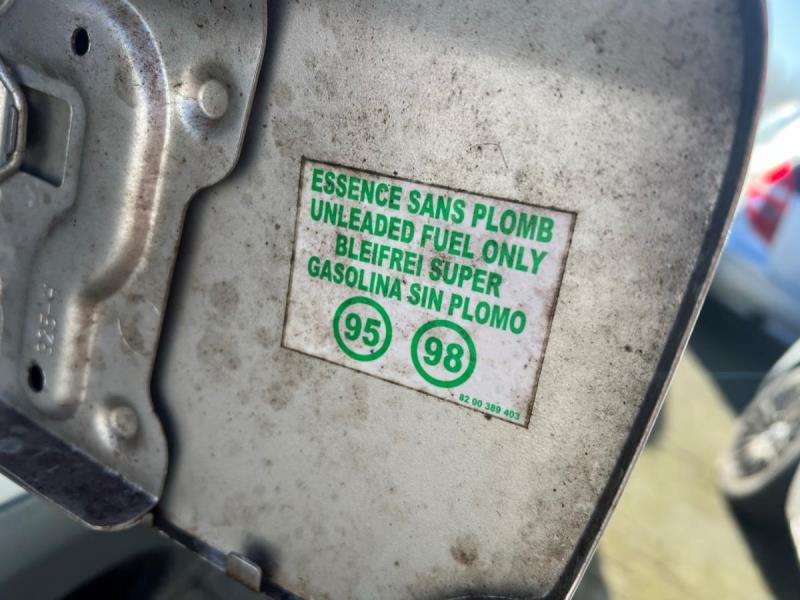 ESSENCE SANS PLOMB
UNLEADED FUEL ONLY
BLEIFREI SUPER
GASOLINA SIN PLOMO
95 98
82 00 389 403